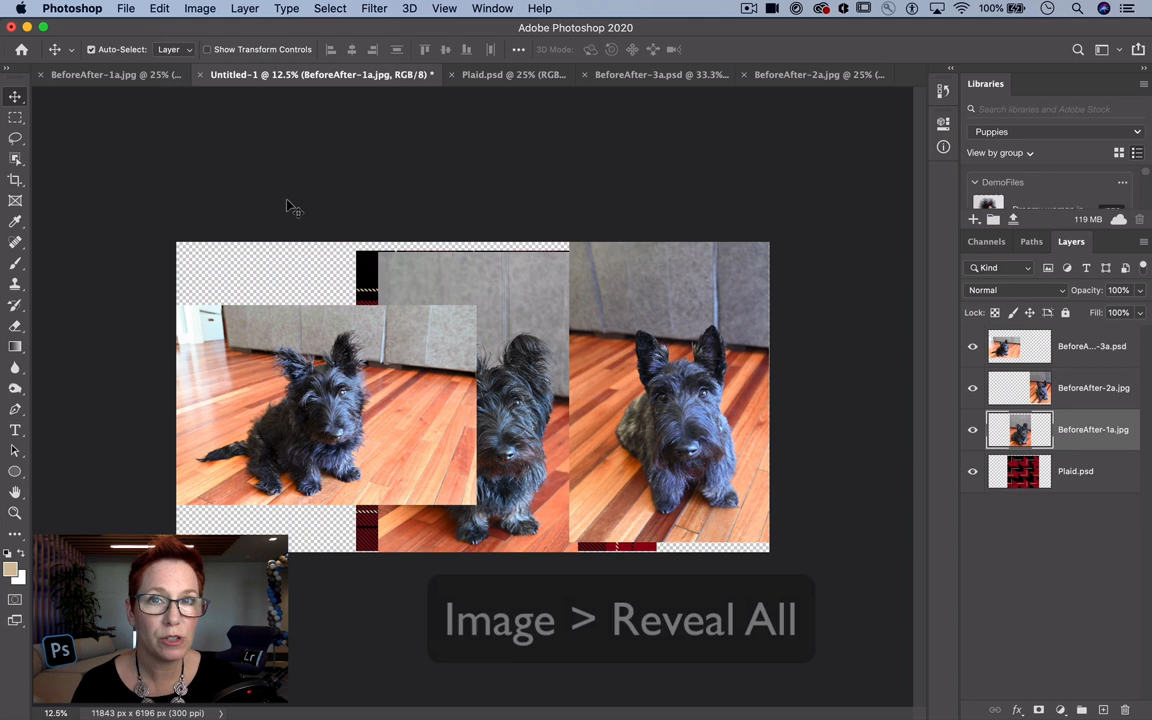 Photoshop File Edit Image Layer Type Select Filter 3D View Window Help 100%
Adobe Photoshop 2020
Auto-Select: Layer Show Transform Controls 3D Mode:
BeforeAfter-1a.jpg @ 25% (... Untitled-1 @ 12.5% (BeforeAfter-1a.jpg, RGB/8) * Plaid.psd @ 25% (RGB... BeforeAfter-3a.psd @ 33.3%... BeforeAfter-2a.jpg @ 25% (...
Libraries
Search libraries and Adobe Stock
Puppies
View by group
DemoFiles
119 MB
Channels Paths Layers
Kind
Normal Opacity: 100%
Lock: Fill: 100%
BeforeA...-3a.psd
BeforeAfter-2a.jpg
BeforeAfter-1a.jpg
Plaid.psd
Image > Reveal All
Ps
Lr
12.5% 11843 px x 6196 px (300 ppi)
fx